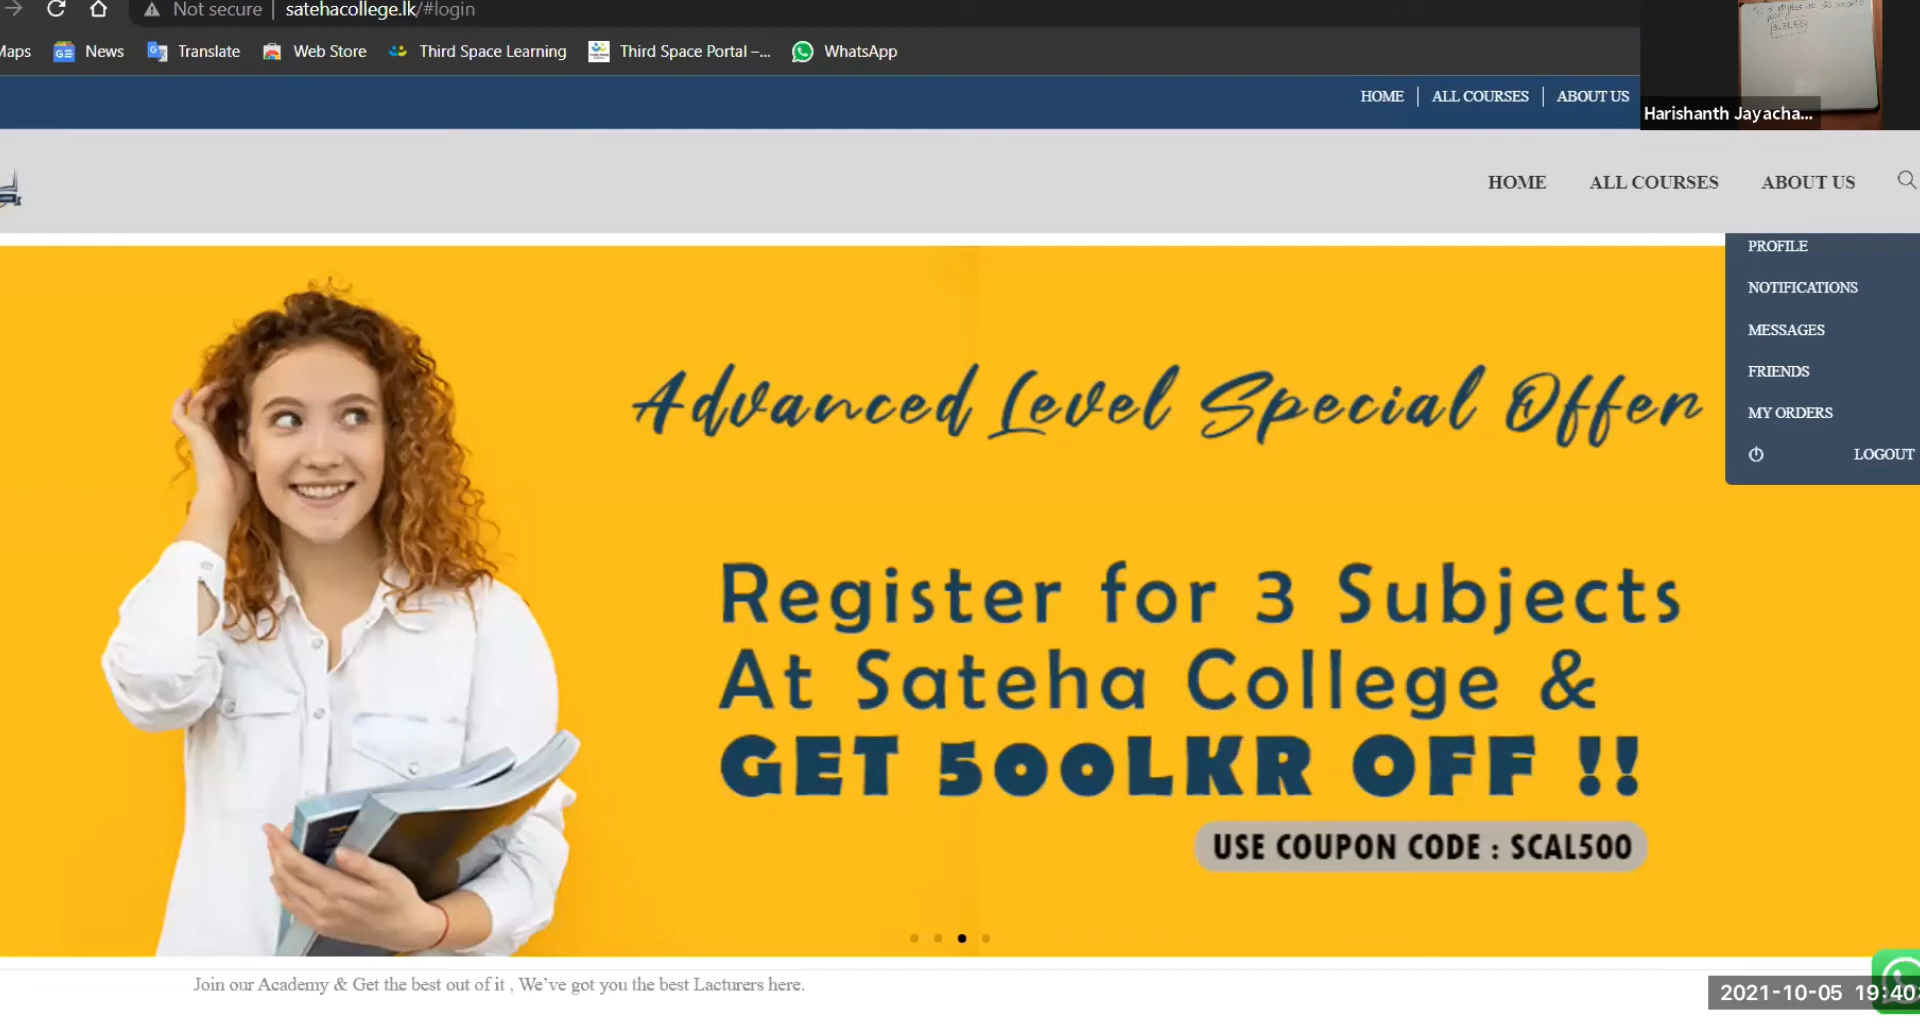 Not secure | satehacollege.lk/#login
Maps News Translate Web Store Third Space Learning Third Space Portal –... WhatsApp
HOME ALL COURSES ABOUT US
Harishanth Jayacha...
HOME ALL COURSES ABOUT US
PROFILE
NOTIFICATIONS
MESSAGES
FRIENDS
MY ORDERS
LOGOUT
Advanced Level Special Offer
Register for 3 Subjects
At Sateha College &
GET 500LKR OFF !!
USE COUPON CODE : SCAL500
Join our Academy & Get the best out of it , We've got you the best Lacturers here.
2021-10-05 19:40: